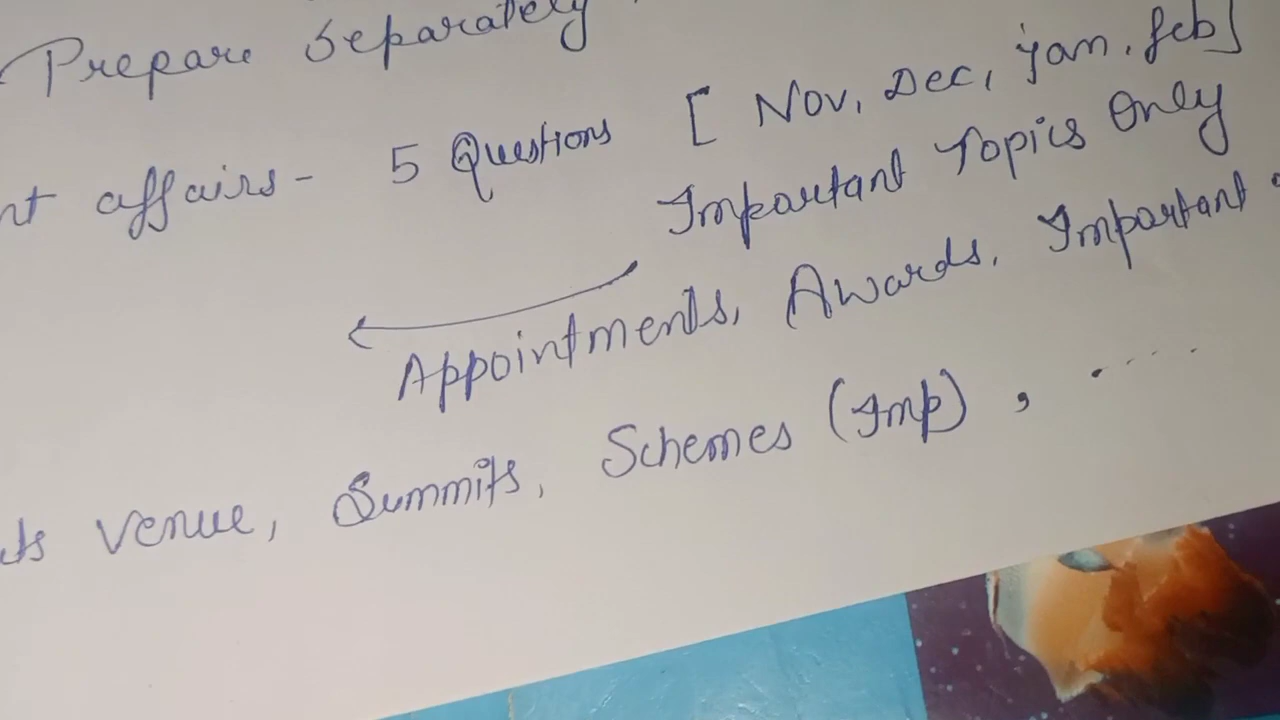 Prepare Separately
nt affairs - 5 Questions [Nov, Dec, Jan, feb]
Important Topics Only
Appointments, Awards, Important
ts Venue, Summits, Schemes (Imp), .....